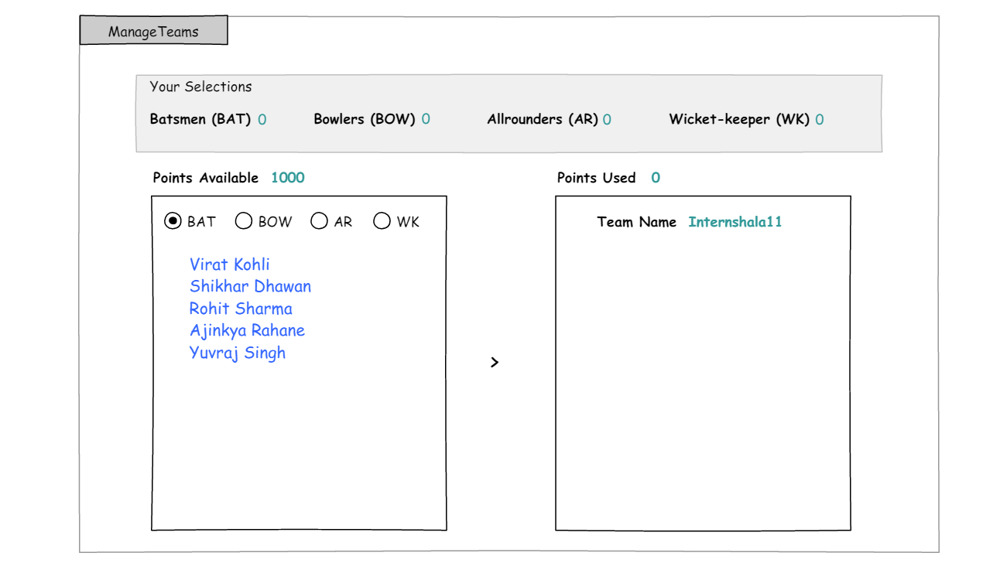 ManageTeams
Your Selections
Batsmen (BAT) 0 Bowlers (BOW) 0 Allrounders (AR) 0 Wicket-keeper (WK) 0
Points Available 1000 Points Used 0
BAT BOW AR WK
Team Name Internshala11
Virat Kohli
Shikhar Dhawan
Rohit Sharma
Ajinkya Rahane
Yuvraj Singh
>